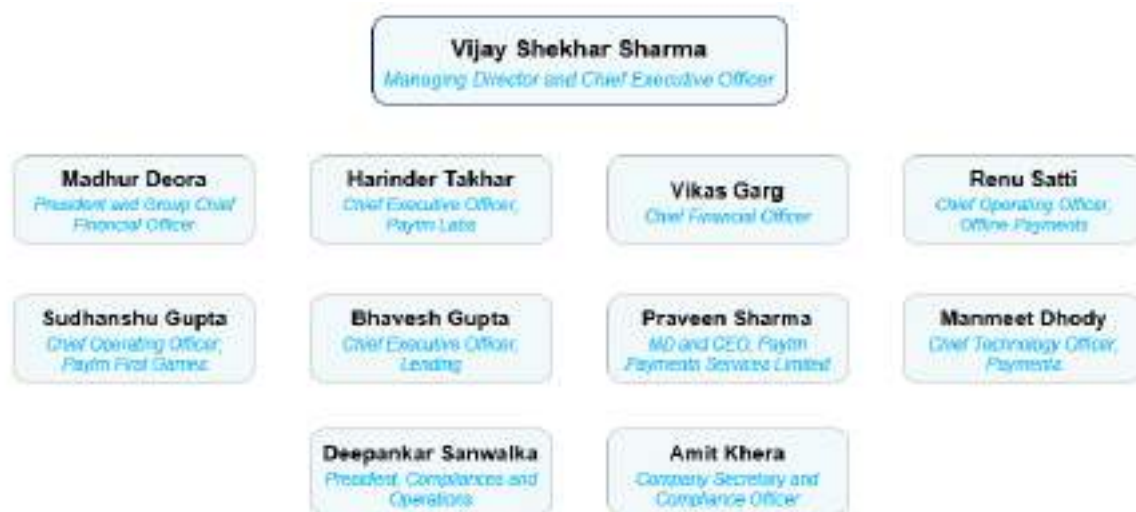 Vijay Shekhar Sharma
Managing Director and Chief Executive Officer
Madhur Deora
President and Group Chief
Financial Officer
Harinder Takhar
Chief Executive Officer,
Paytm Labs
Vikas Garg
Chief Financial Officer
Renu Satti
Chief Operating Officer,
Offline Payments
Sudhanshu Gupta
Chief Operating Officer,
Paytm First Games
Bhavesh Gupta
Chief Executive Officer,
Lending
Praveen Sharma
MD and CEO, Paytm
Payments Services Limited
Manmeet Dhody
Chief Technology Officer,
Payments
Deepankar Sanwalka
President, Compliances and
Operations
Amit Khera
Company Secretary and
Compliance Officer